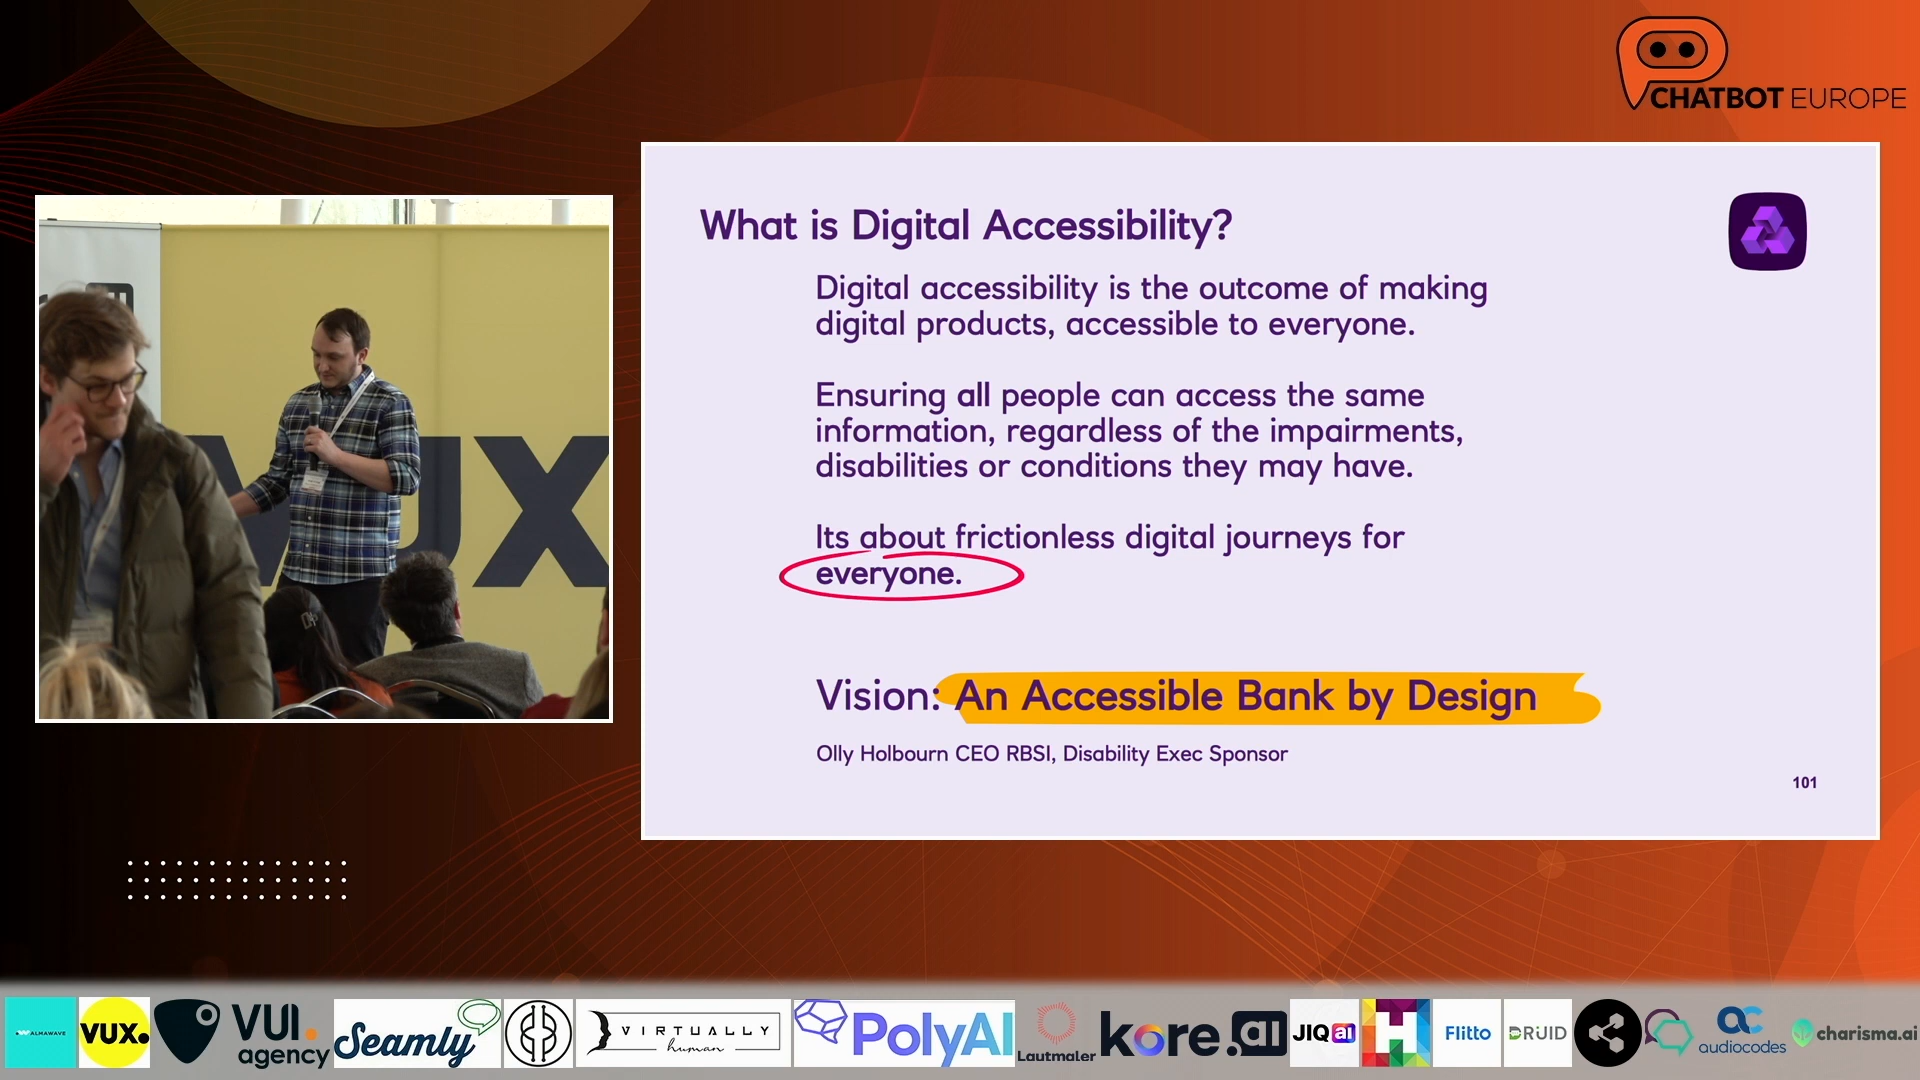 CHATBOT EUROPE
What is Digital Accessibility?
Digital accessibility is the outcome of making
digital products, accessible to everyone.
Ensuring all people can access the same
information, regardless of the impairments,
disabilities or conditions they may have.
Its about frictionless digital journeys for
everyone.
Vision: An Accessible Bank by Design
Olly Holbourn CEO RBSI, Disability Exec Sponsor
101
VUX
ALMAWAVE
VUX.
VUI.
agency
Seamly
VIRTUALLY
human
PolyAI
Lautmaler
kore.ai
JIQ ai
H
Flitto
DRUID
audiocodes
charisma.ai